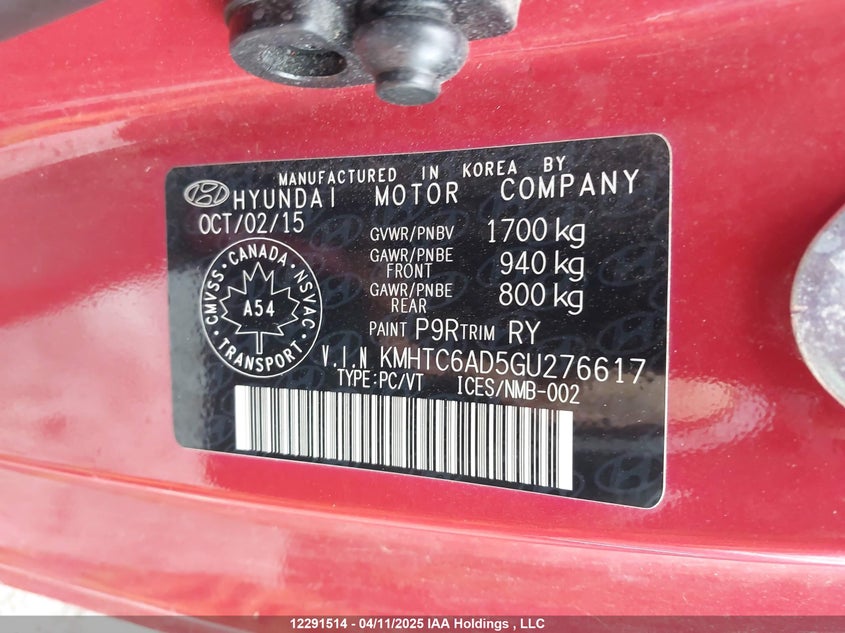 MANUFACTURED IN KOREA BY
HYUNDAI MOTOR COMPANY
OCT/02/15
GVWR/PNBV 1700 kg
GAWR/PNBE FRONT 940 kg
GAWR/PNBE REAR 800 kg
CMVSS · CANADA · NSVAC · TRANSPORT ·
A54
PAINT P9R TRIM RY
V.I.N KMHTC6AD5GU276617
TYPE:PC/VT ICES/NMB-002
12291514 - 04/11/2025 IAA Holdings , LLC